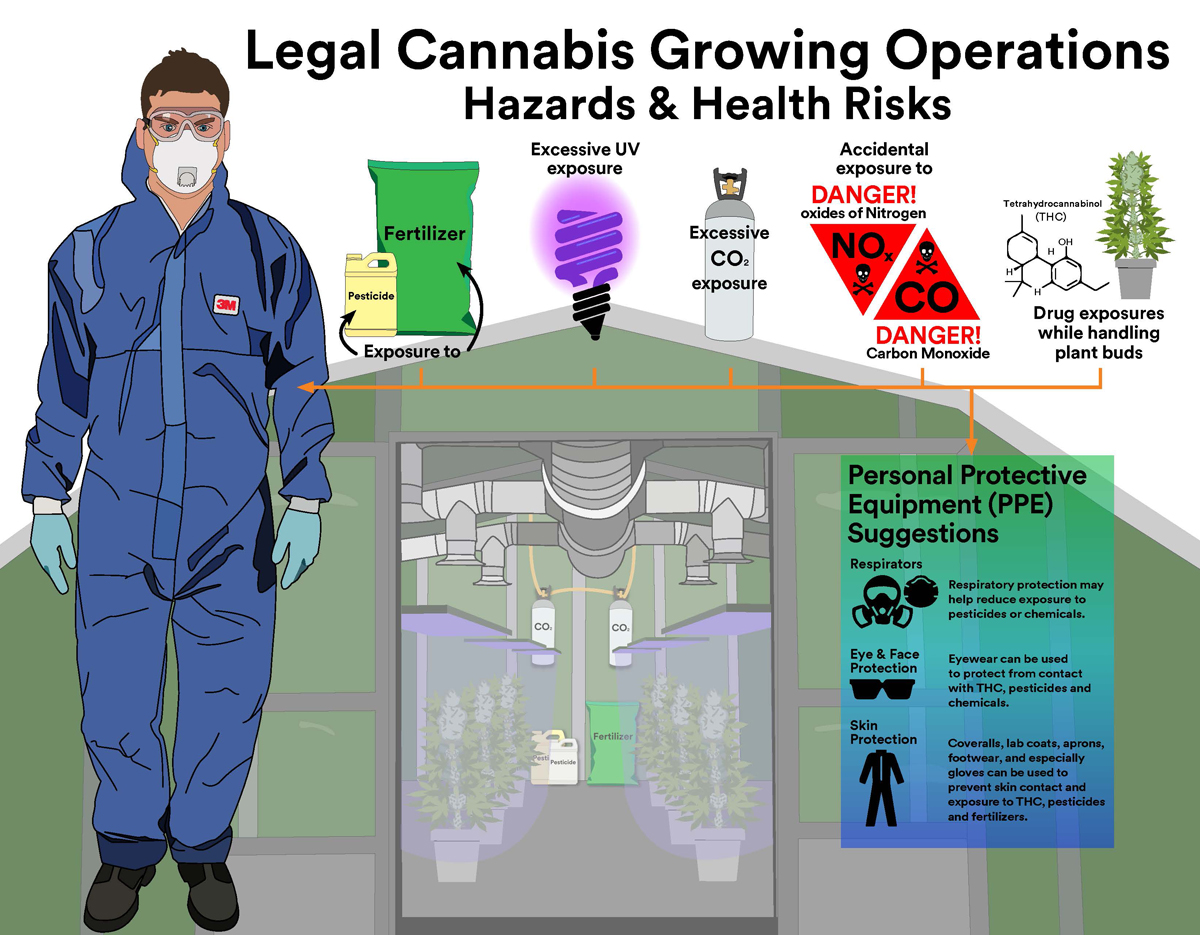 Legal Cannabis Growing Operations
Hazards & Health Risks
3M
Fertilizer
Pesticide
Exposure to
Excessive UV
exposure
Excessive
CO₂
exposure
Accidental
exposure to
DANGER!
oxides of Nitrogen
NOx
CO
DANGER!
Carbon Monoxide
Tetrahydrocannabinol
(THC)
OH
H
H
H
Drug exposures
while handling
plant buds
CO₂
CO₂
Fertilizer
Pesti
Pesticide
Personal Protective
Equipment (PPE)
Suggestions
Respirators
Respiratory protection may
help reduce exposure to
pesticides or chemicals.
Eye & Face
Protection
Eyewear can be used
to protect from contact
with THC, pesticides and
chemicals.
Skin
Protection
Coveralls, lab coats, aprons,
footwear, and especially
gloves can be used to
prevent skin contact and
exposure to THC, pesticides
and fertilizers.